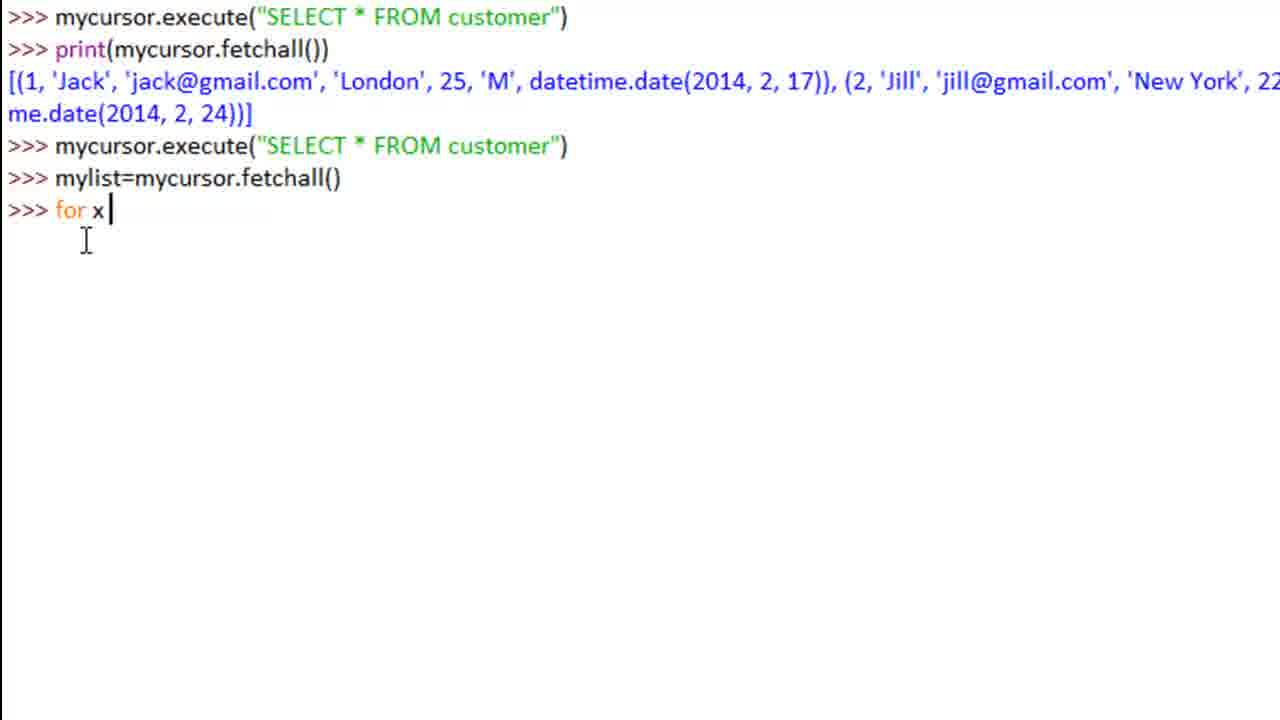 >>> mycursor.execute("SELECT * FROM customer")
>>> print(mycursor.fetchall())
[(1, 'Jack', 'jack@gmail.com', 'London', 25, 'M', datetime.date(2014, 2, 17)), (2, 'Jill', 'jill@gmail.com', 'New York', 22
me.date(2014, 2, 24))]
>>> mycursor.execute("SELECT * FROM customer")
>>> mylist=mycursor.fetchall()
>>> for x